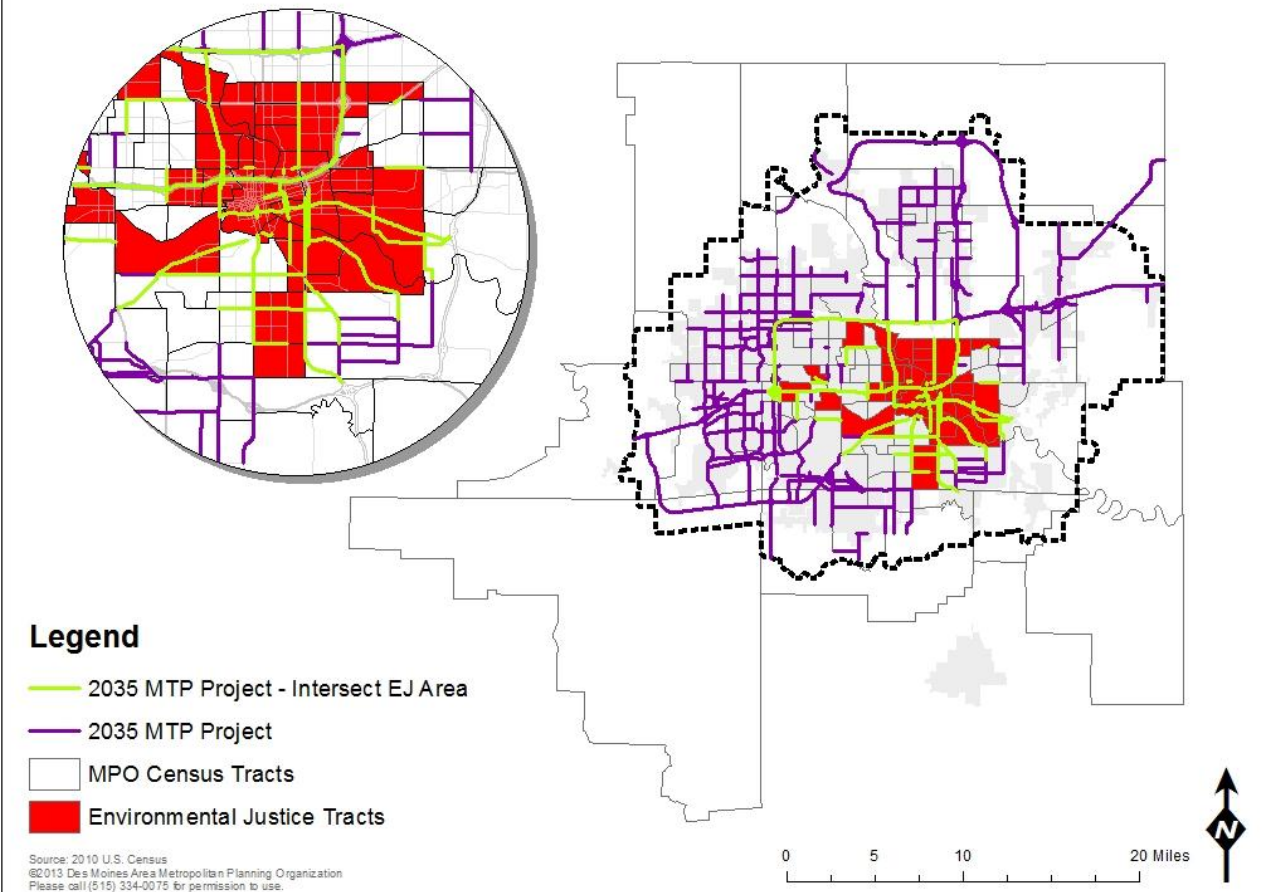 Legend
2035 MTP Project - Intersect EJ Area
2035 MTP Project
MPO Census Tracts
Environmental Justice Tracts
Source: 2010 U.S. Census
©2013 Des Moines Area Metropolitan Planning Organization
Please call (515) 334-0075 for permission to use.
0 5 10 20 Miles
N